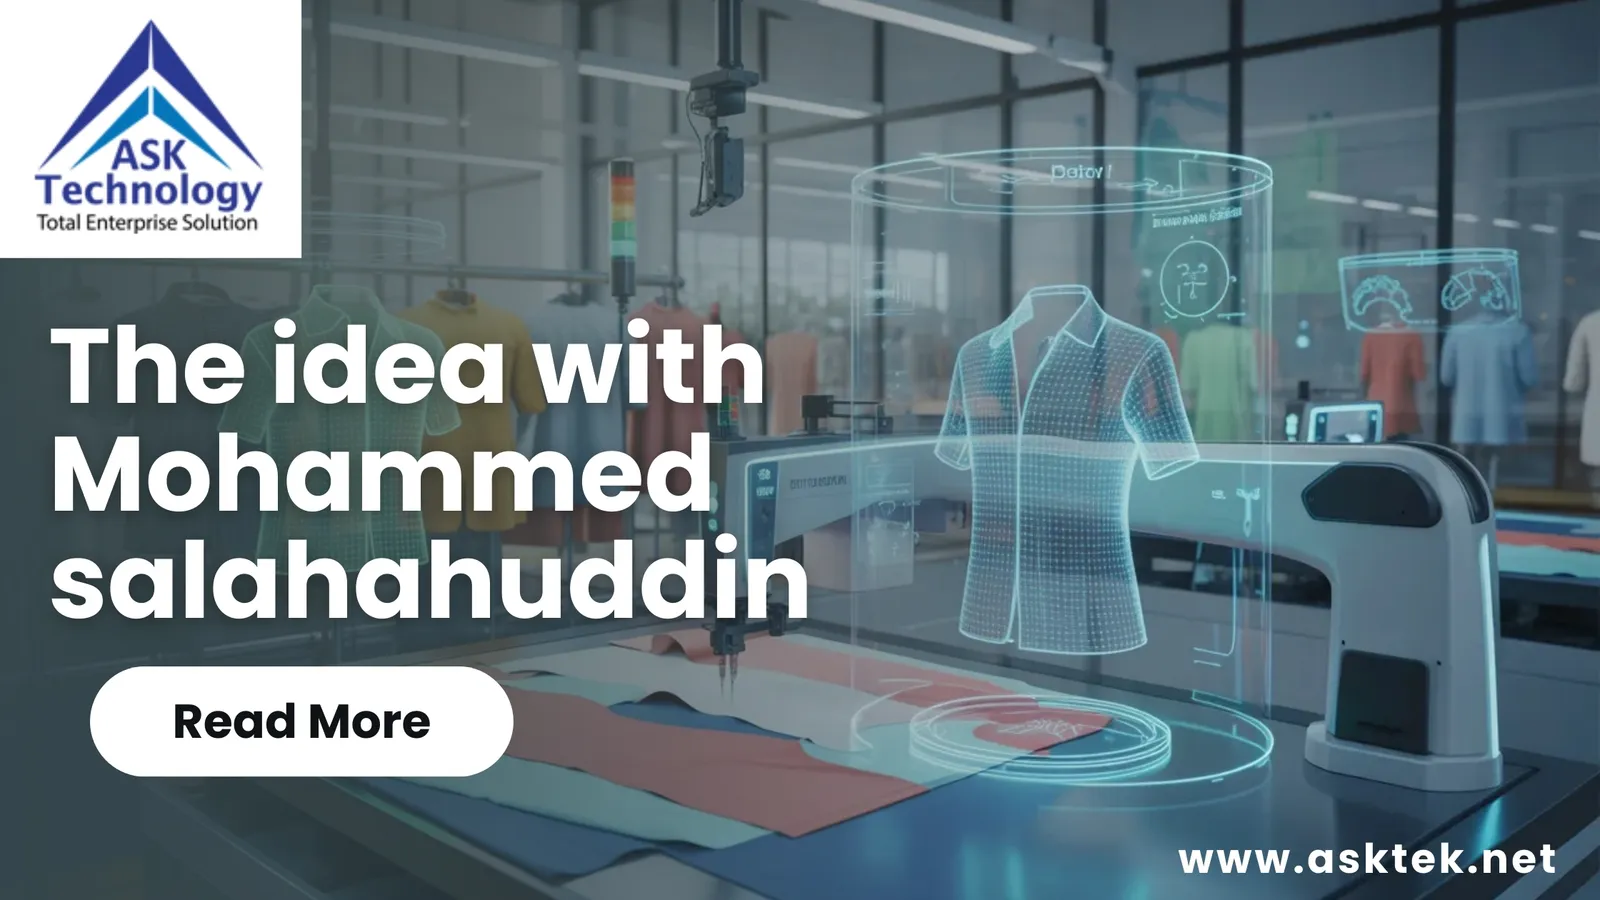 ASK
Technology
Total Enterprise Solution
The idea with
Mohammed
salahahuddin
Read More
www.asktek.net